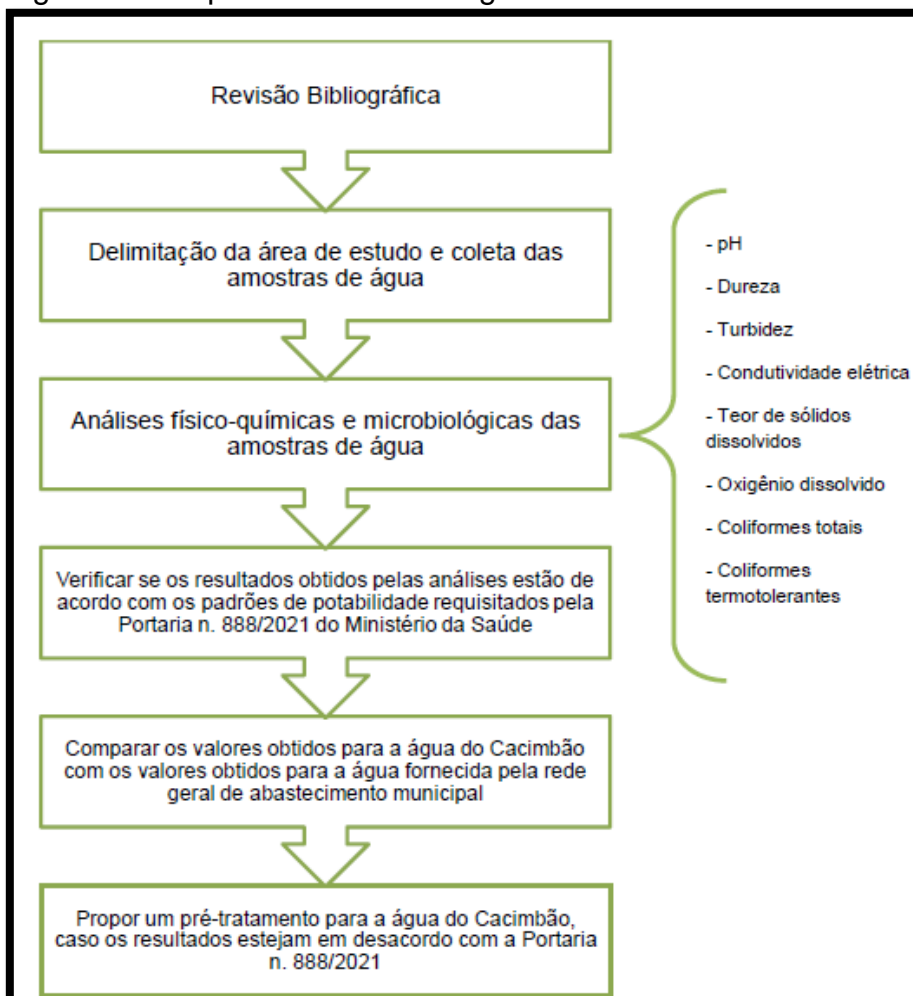 Revisão Bibliográfica
Delimitação da área de estudo e coleta das
amostras de água
Análises físico-químicas e microbiológicas das
amostras de água
- pH
- Dureza
- Turbidez
- Condutividade elétrica
- Teor de sólidos
dissolvidos
- Oxigênio dissolvido
- Coliformes totais
- Coliformes
termotolerantes
Verificar se os resultados obtidos pelas análises estão de
acordo com os padrões de potabilidade requisitados pela
Portaria n. 888/2021 do Ministério da Saúde
Comparar os valores obtidos para a água do Cacimbão
com os valores obtidos para a água fornecida pela rede
geral de abastecimento municipal
Propor um pré-tratamento para a água do Cacimbão,
caso os resultados estejam em desacordo com a Portaria
n. 888/2021